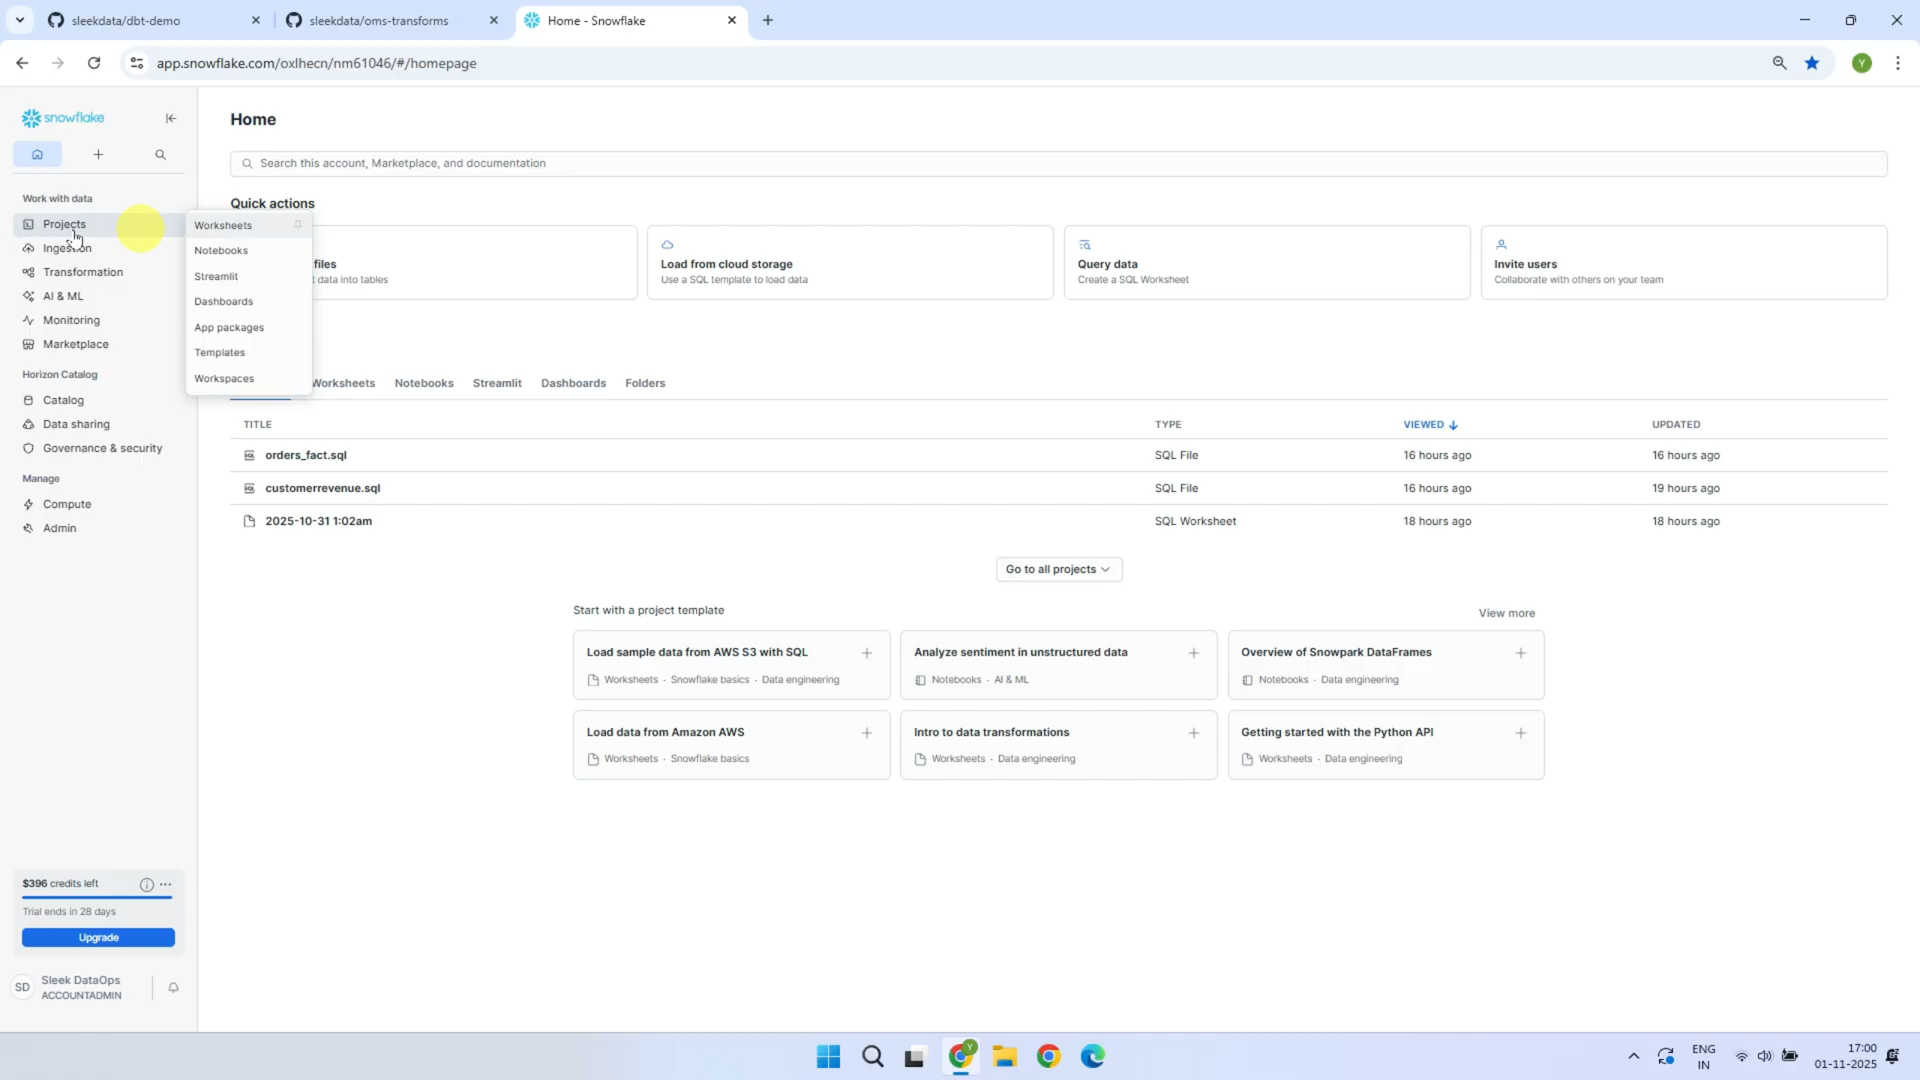 sleekdata/dbt-demo
sleekdata/oms-transforms
Home - Snowflake
app.snowflake.com/oxlhecn/nm61046/#/homepage
Y
snowflake
Home
Search this account, Marketplace, and documentation
Work with data
Projects
Ingestion
Transformation
AI & ML
Monitoring
Marketplace
Horizon Catalog
Catalog
Data sharing
Governance & security
Manage
Compute
Admin
Worksheets
Notebooks
Streamlit
Dashboards
App packages
Templates
Workspaces
Quick actions
files
data into tables
Load from cloud storage
Use a SQL template to load data
Query data
Create a SQL Worksheet
Invite users
Collaborate with others on your team
Worksheets Notebooks Streamlit Dashboards Folders
TITLE TYPE VIEWED UPDATED
orders_fact.sql SQL File 16 hours ago 16 hours ago
customerrevenue.sql SQL File 16 hours ago 19 hours ago
2025-10-31 1:02am SQL Worksheet 18 hours ago 18 hours ago
Go to all projects
Start with a project template View more
Load sample data from AWS S3 with SQL
Worksheets · Snowflake basics · Data engineering
Analyze sentiment in unstructured data
Notebooks · AI & ML
Overview of Snowpark DataFrames
Notebooks · Data engineering
Load data from Amazon AWS
Worksheets · Snowflake basics
Intro to data transformations
Worksheets · Data engineering
Getting started with the Python API
Worksheets · Data engineering
$396 credits left
Trial ends in 28 days
Upgrade
SD
Sleek DataOps
ACCOUNTADMIN
Y
ENG
IN
17:00
01-11-2025